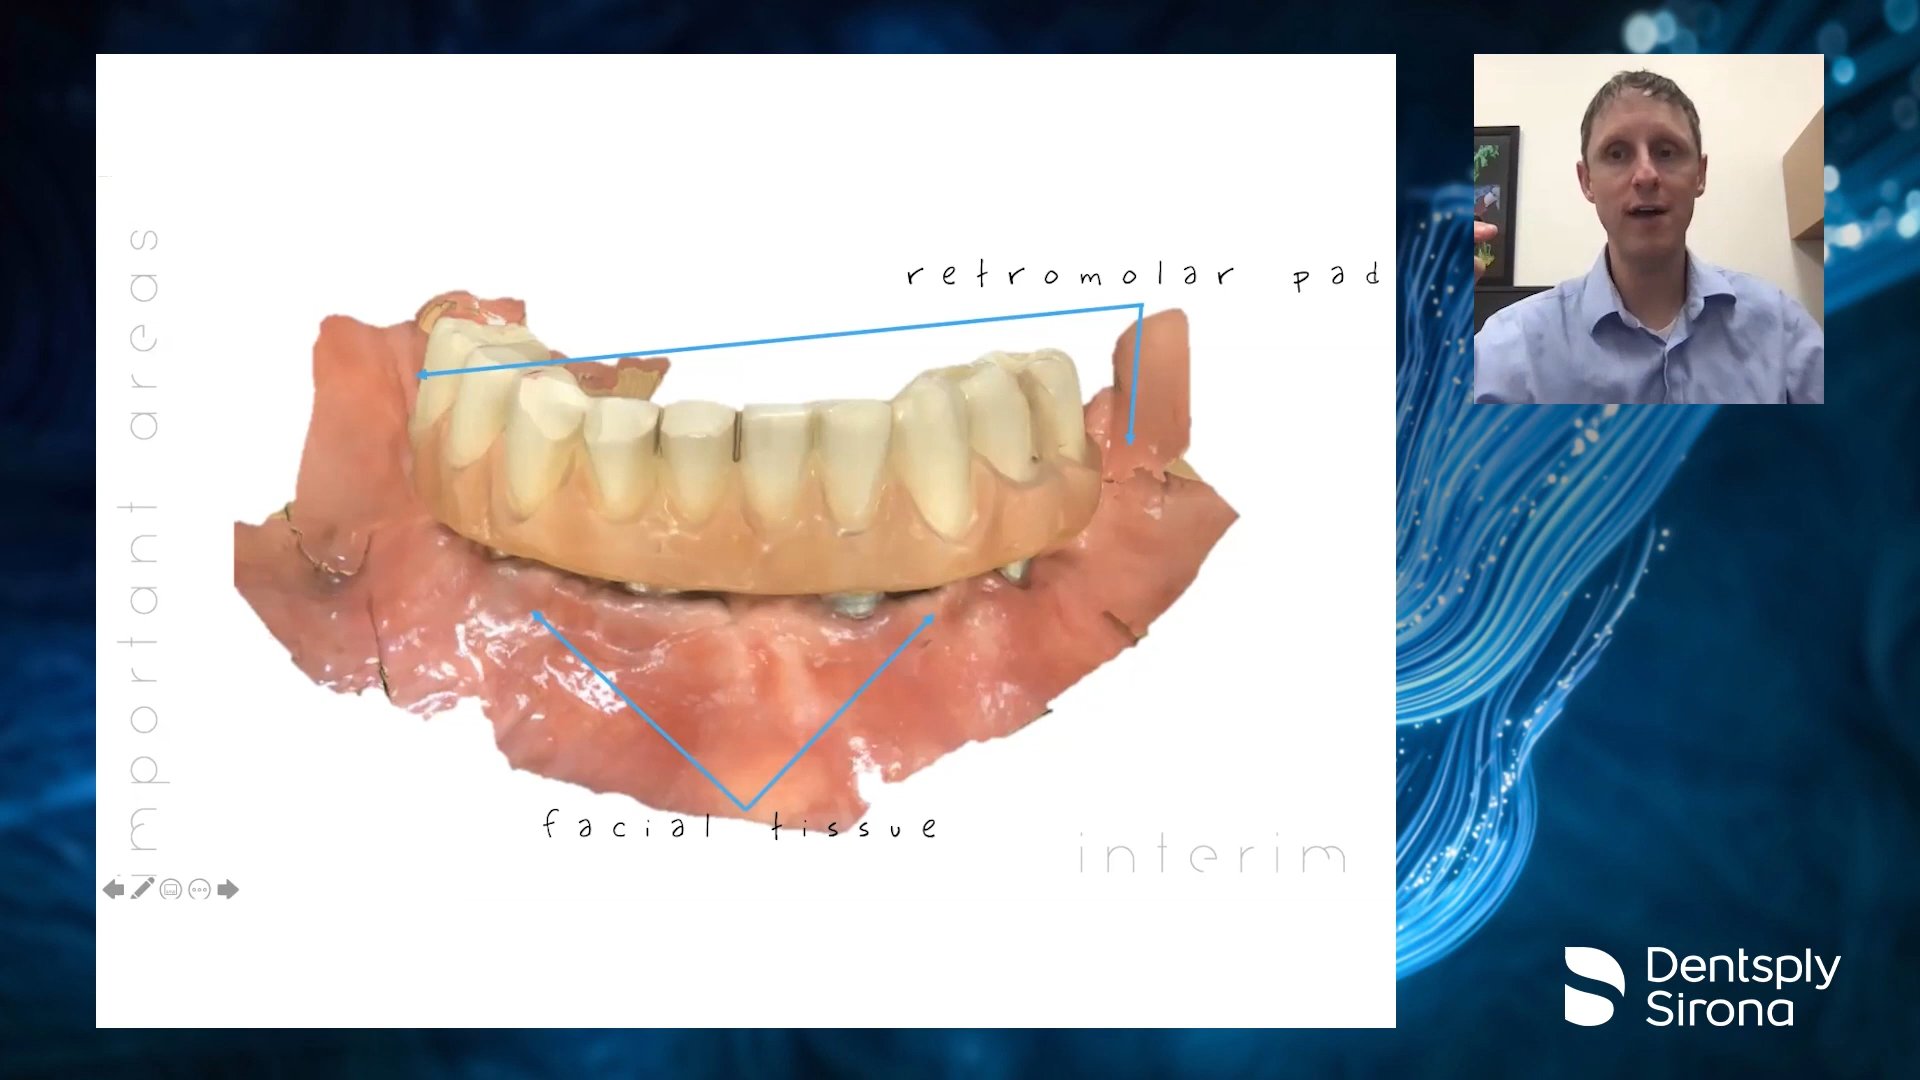 important areas
retromolar pad
facial tissue
interim
Dentsply
Sirona